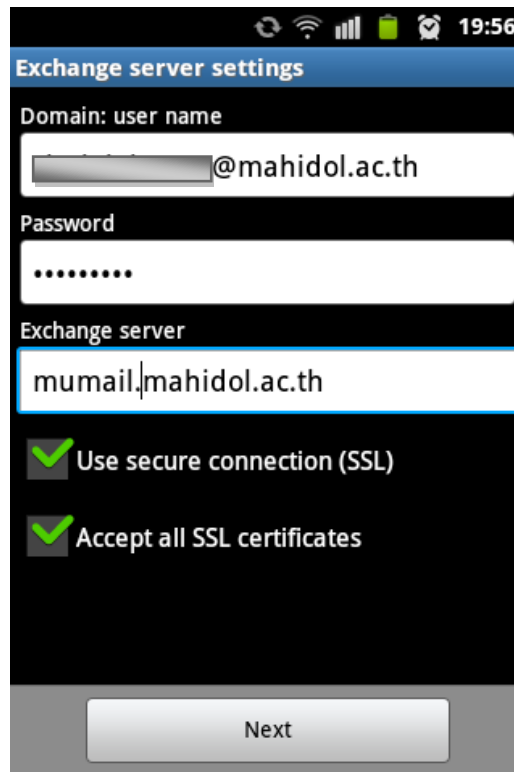 19:56
Exchange server settings
Domain: user name
@mahidol.ac.th
Password
•••••••••
Exchange server
mumail.mahidol.ac.th
Use secure connection (SSL)
Accept all SSL certificates
Next